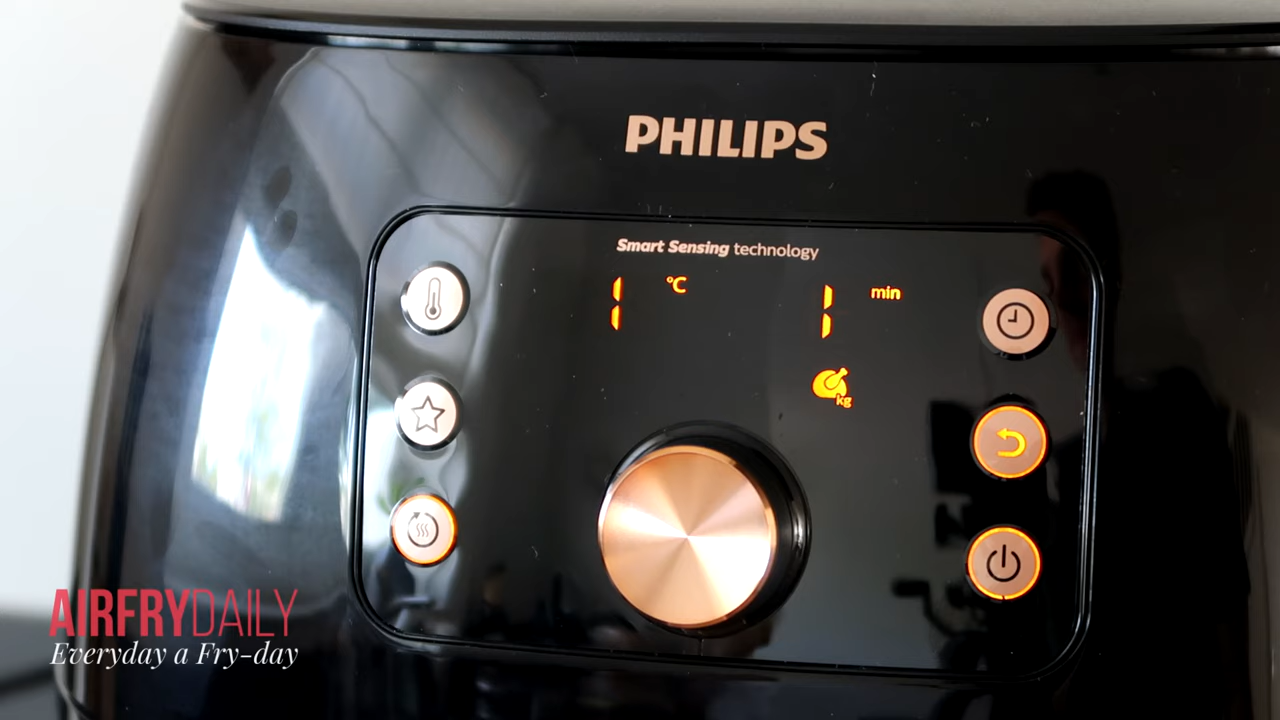 PHILIPS
Smart Sensing technology
1 °C
1 min
kg
AIRFRYDAILY
Everyday a Fry-day